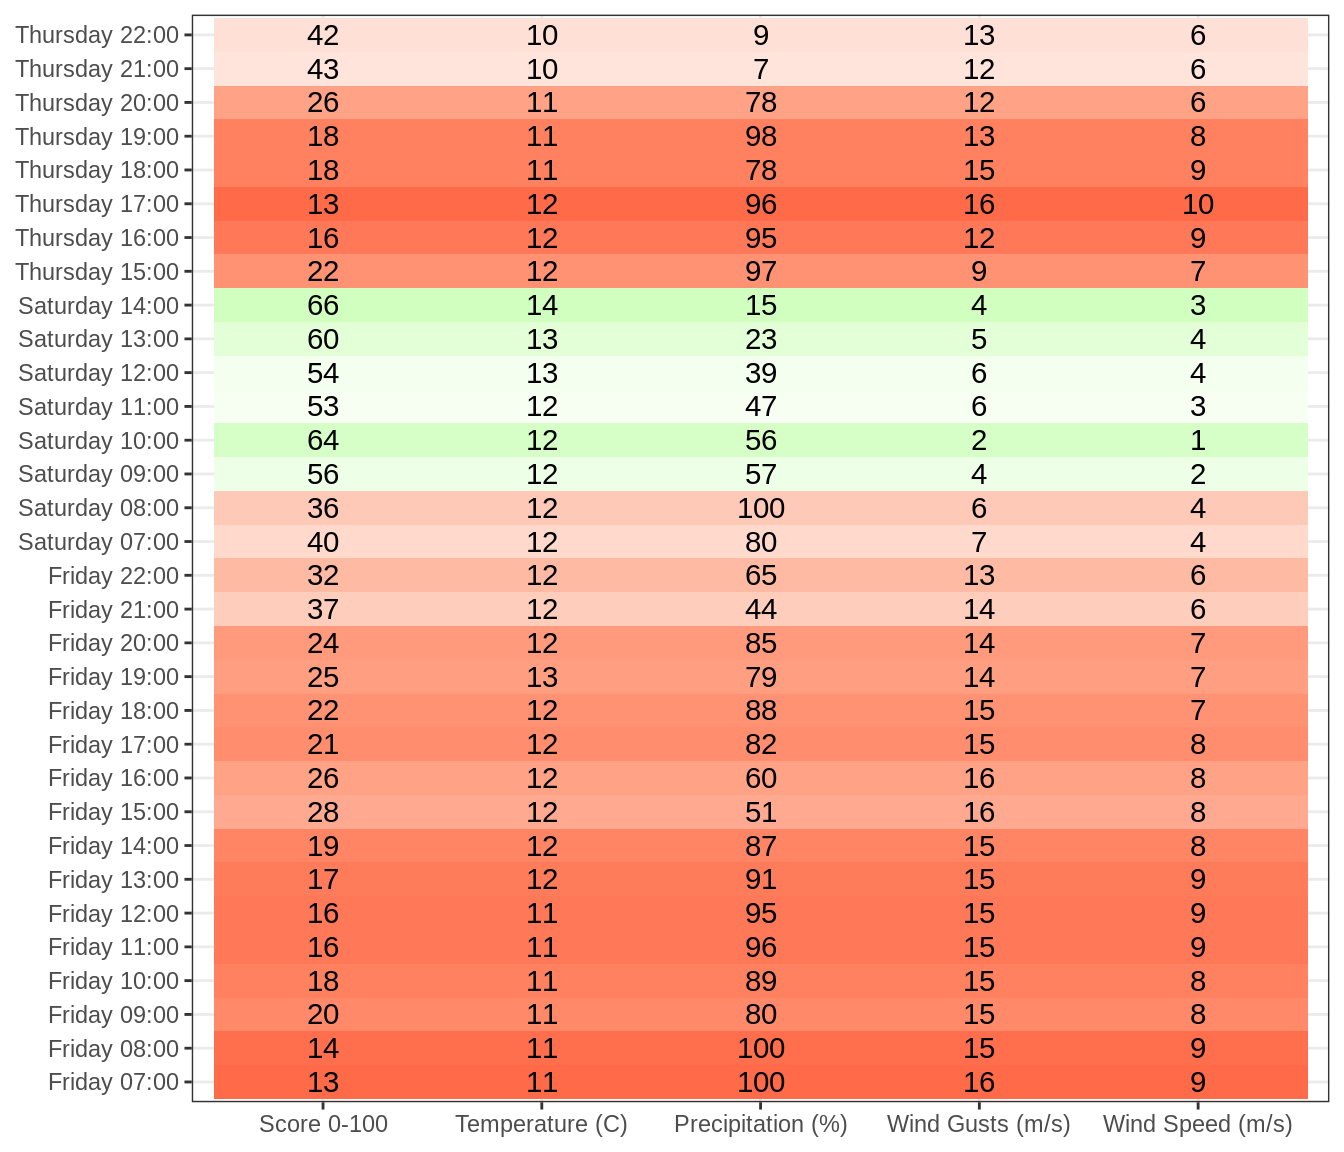 Thursday 22:00 42 10 9 13 6
Thursday 21:00 43 10 7 12 6
Thursday 20:00 26 11 78 12 6
Thursday 19:00 18 11 98 13 8
Thursday 18:00 18 11 78 15 9
Thursday 17:00 13 12 96 16 10
Thursday 16:00 16 12 95 12 9
Thursday 15:00 22 12 97 9 7
Saturday 14:00 66 14 15 4 3
Saturday 13:00 60 13 23 5 4
Saturday 12:00 54 13 39 6 4
Saturday 11:00 53 12 47 6 3
Saturday 10:00 64 12 56 2 1
Saturday 09:00 56 12 57 4 2
Saturday 08:00 36 12 100 6 4
Saturday 07:00 40 12 80 7 4
Friday 22:00 32 12 65 13 6
Friday 21:00 37 12 44 14 6
Friday 20:00 24 12 85 14 7
Friday 19:00 25 13 79 14 7
Friday 18:00 22 12 88 15 7
Friday 17:00 21 12 82 15 8
Friday 16:00 26 12 60 16 8
Friday 15:00 28 12 51 16 8
Friday 14:00 19 12 87 15 8
Friday 13:00 17 12 91 15 9
Friday 12:00 16 11 95 15 9
Friday 11:00 16 11 96 15 9
Friday 10:00 18 11 89 15 8
Friday 09:00 20 11 80 15 8
Friday 08:00 14 11 100 15 9
Friday 07:00 13 11 100 16 9
Score 0-100 Temperature (C) Precipitation (%) Wind Gusts (m/s) Wind Speed (m/s)